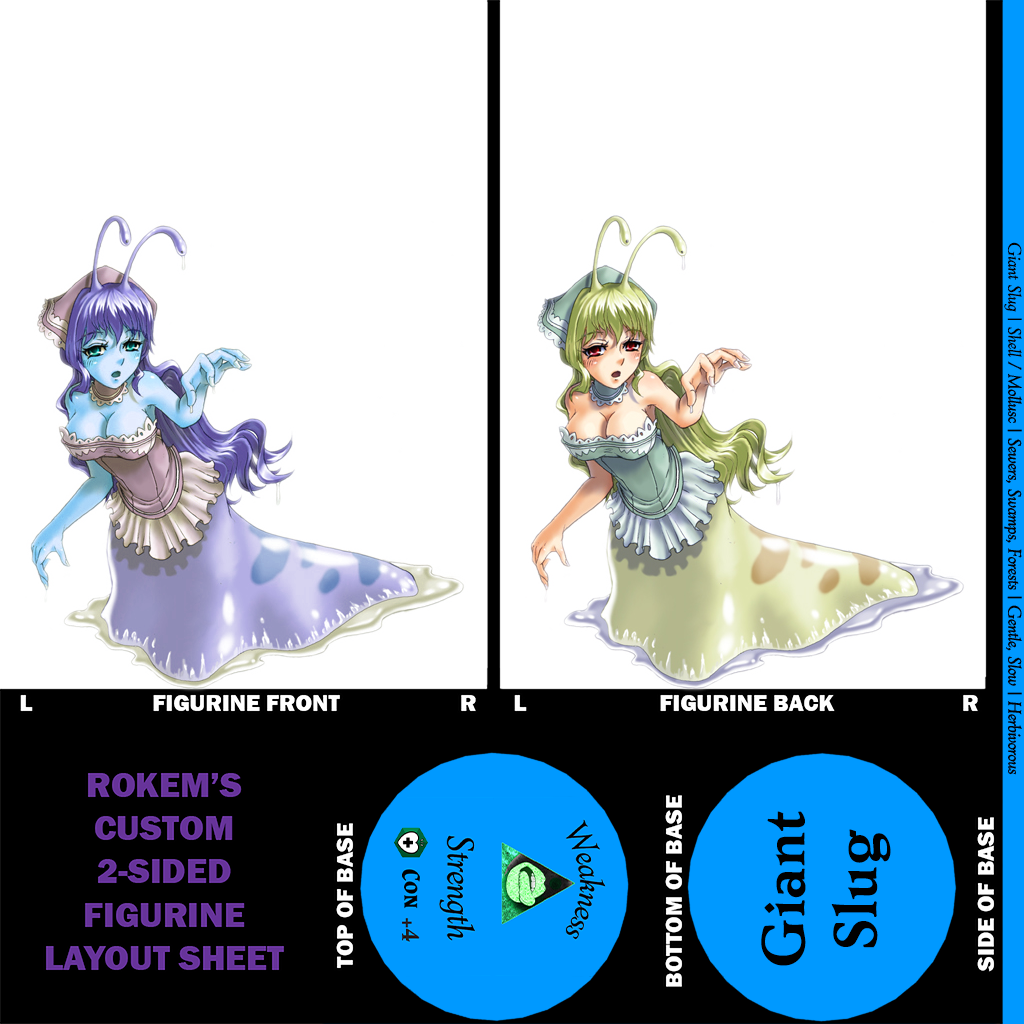 L
FIGURINE FRONT
R
L
FIGURINE BACK
R
ROKEM'S
CUSTOM
2-SIDED
FIGURINE
LAYOUT SHEET
TOP OF BASE
Weakness
Strength
CON +4
BOTTOM OF BASE
Giant
Slug
SIDE OF BASE
Giant Slug | Shell / Mollusc | Sewers, Swamps, Forests | Gentle, Slow | Herbivorous